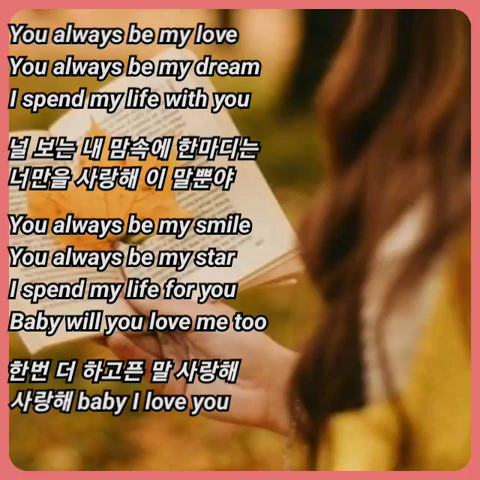 You always be my love
You always be my dream
I spend my life with you
널 보는 내 맘속에 한마디는
너만을 사랑해 이 말뿐야
You always be my smile
You always be my star
I spend my life for you
Baby will you love me too
한번 더 하고픈 말 사랑해
사랑해 baby I love you